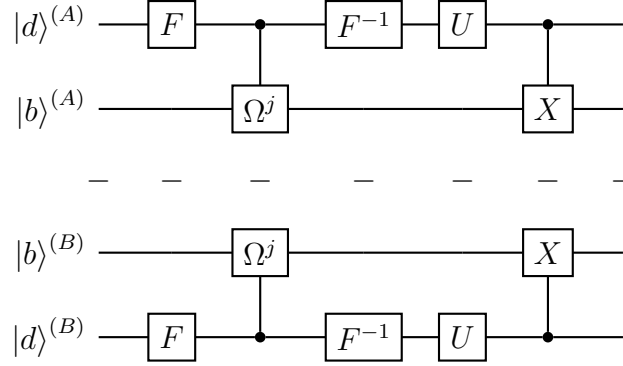 |d⟩^(A) F F^{-1} U
|b⟩^(A) Ω^j X
|b⟩^(B) Ω^j X
|d⟩^(B) F F^{-1} U